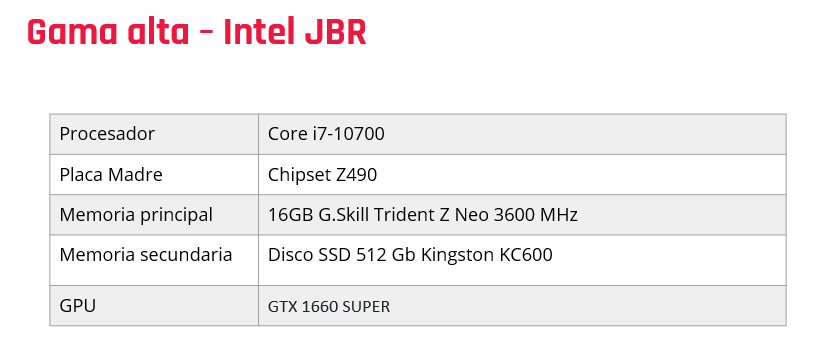 Gama alta – Intel JBR
Procesador Core i7-10700
Placa Madre Chipset Z490
Memoria principal 16GB G.Skill Trident Z Neo 3600 MHz
Memoria secundaria Disco SSD 512 Gb Kingston KC600
GPU GTX 1660 SUPER